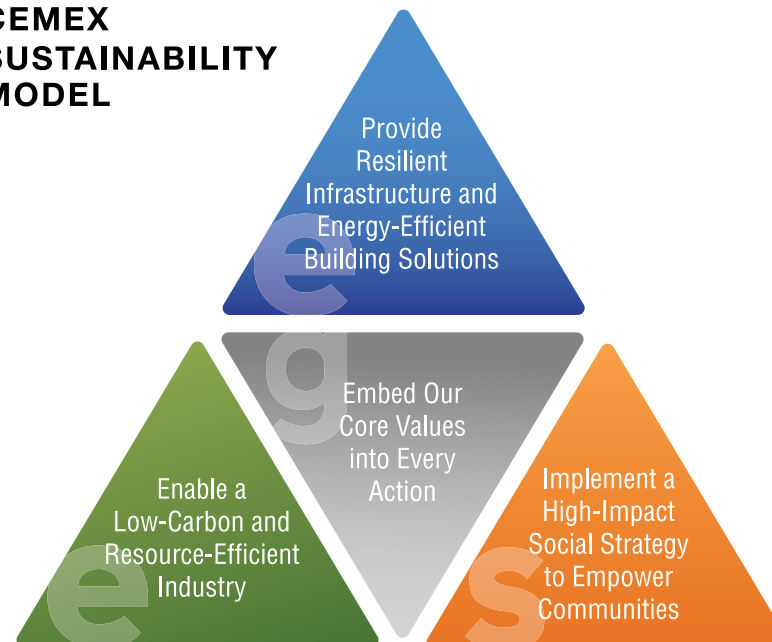 CEMEX
SUSTAINABILITY
MODEL
Provide
Resilient
Infrastructure and
Energy-Efficient
Building Solutions
e
g
Embed Our
Core Values
into Every
Action
Enable a
Low-Carbon and
Resource-Efficient
Industry
e
Implement a
High-Impact
Social Strategy
to Empower
Communities
s